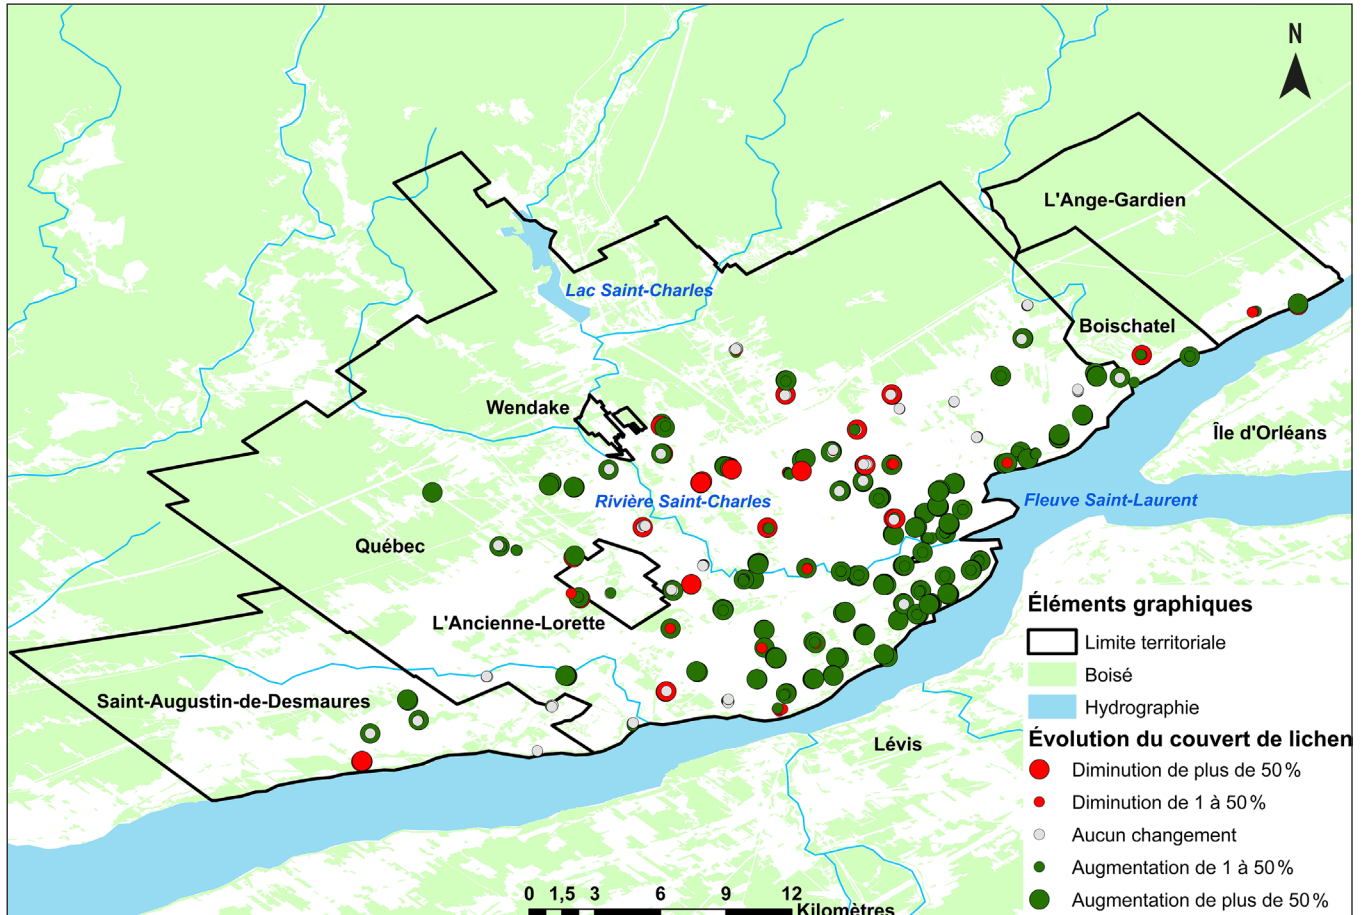 N
L'Ange-Gardien
Lac Saint-Charles
Boischatel
Wendake
Île d'Orléans
Rivière Saint-Charles
Fleuve Saint-Laurent
Québec
L'Ancienne-Lorette
Saint-Augustin-de-Desmaures
Lévis
Éléments graphiques
Limite territoriale
Boisé
Hydrographie
Évolution du couvert de lichen
Diminution de plus de 50 %
Diminution de 1 à 50 %
Aucun changement
Augmentation de 1 à 50 %
Augmentation de plus de 50 %
0 1,5 3 6 9 12
Kilomètres